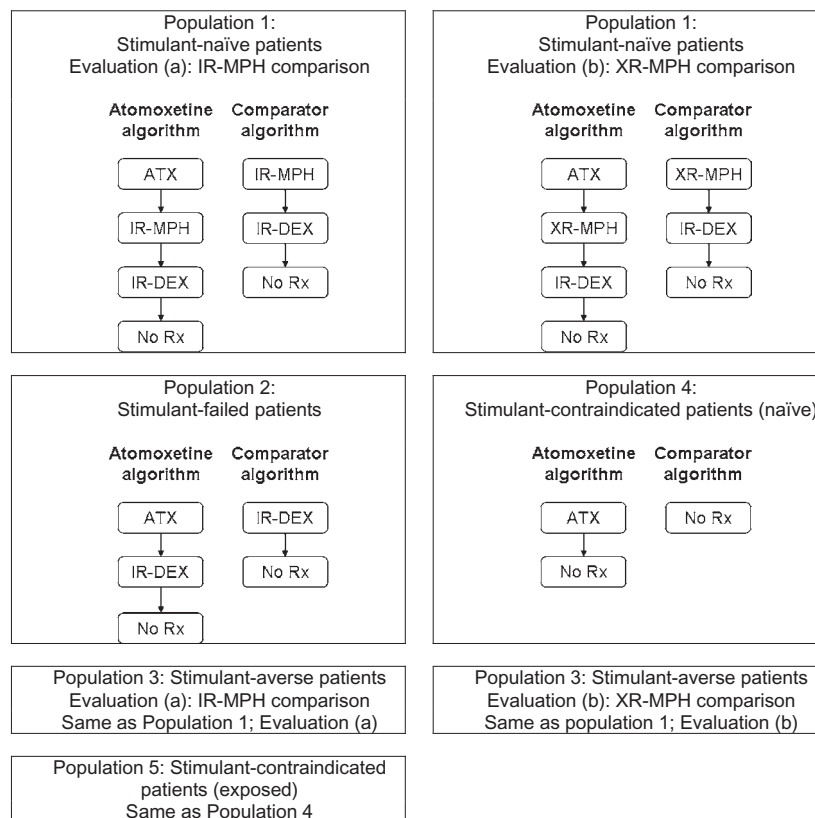 Population 1:
Stimulant-naïve patients
Evaluation (a): IR-MPH comparison
Atomoxetine Comparator
algorithm algorithm
ATX IR-MPH
IR-MPH IR-DEX
IR-DEX No Rx
No Rx
Population 1:
Stimulant-naïve patients
Evaluation (b): XR-MPH comparison
Atomoxetine Comparator
algorithm algorithm
ATX XR-MPH
XR-MPH IR-DEX
IR-DEX No Rx
No Rx
Population 2:
Stimulant-failed patients
Atomoxetine Comparator
algorithm algorithm
ATX IR-DEX
IR-DEX No Rx
No Rx
Population 4:
Stimulant-contraindicated patients (naïve)
Atomoxetine Comparator
algorithm algorithm
ATX No Rx
No Rx
Population 3: Stimulant-averse patients
Evaluation (a): IR-MPH comparison
Same as Population 1; Evaluation (a)
Population 3: Stimulant-averse patients
Evaluation (b): XR-MPH comparison
Same as population 1; Evaluation (b)
Population 5: Stimulant-contraindicated
patients (exposed)
Same as Population 4